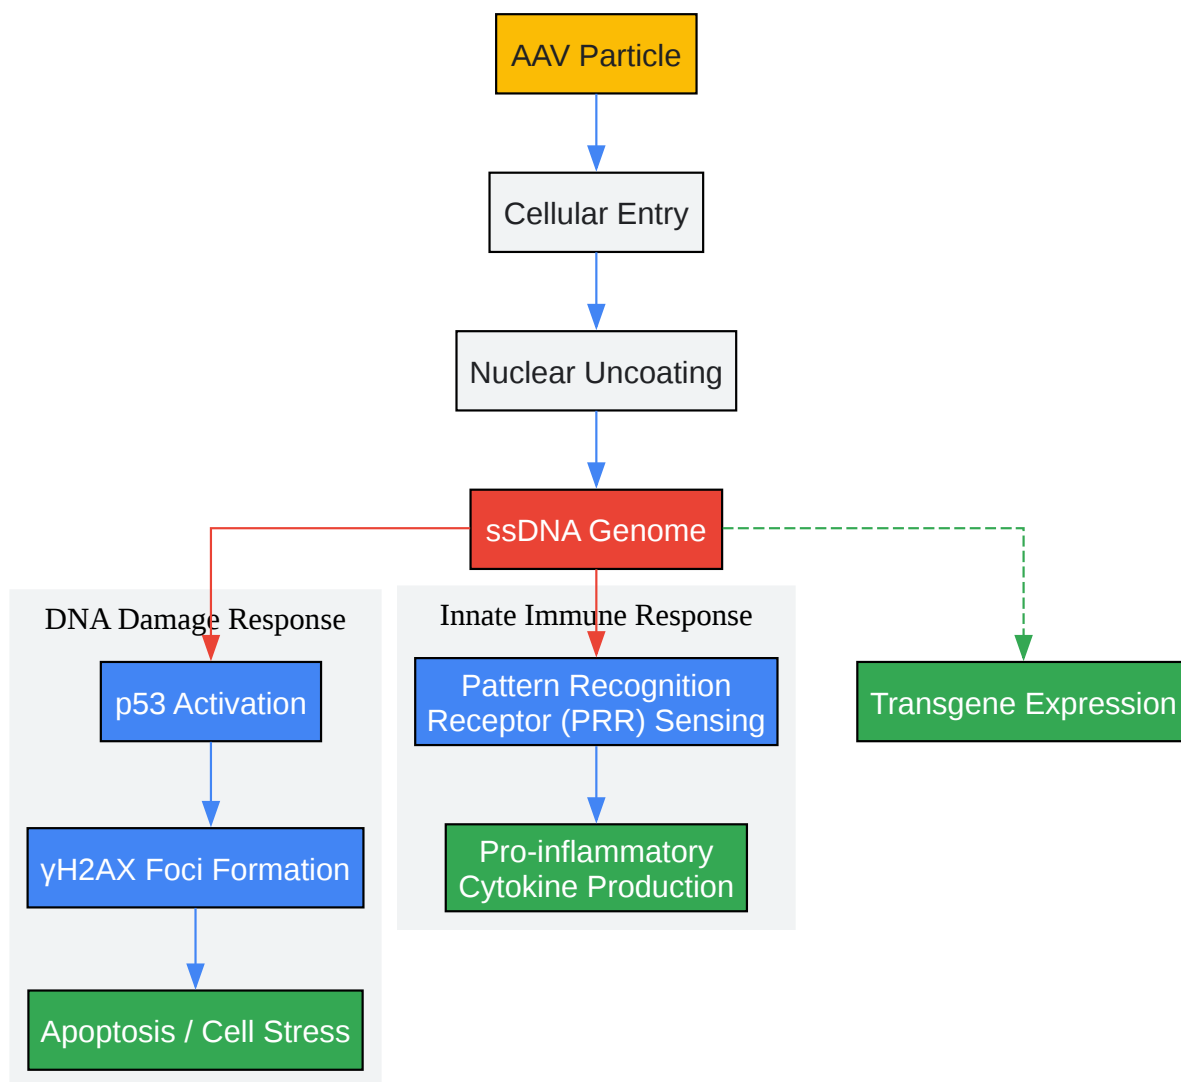 AAV Particle
Cellular Entry
Nuclear Uncoating
ssDNA Genome
DNA Damage Response
p53 Activation
γH2AX Foci Formation
Apoptosis / Cell Stress
Innate Immune Response
Pattern Recognition
Receptor (PRR) Sensing
Pro-inflammatory
Cytokine Production
Transgene Expression